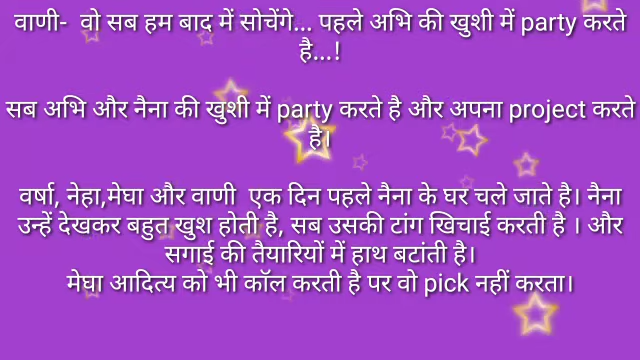 वाणी-  वो सब हम बाद में सोचेंगे... पहले अभि की खुशी में party करते
है...!
सब अभि और नैना की खुशी में party करते है और अपना project करते
है।
वर्षा, नेहा,मेघा और वाणी  एक दिन पहले नैना के घर चले जाते है। नैना
उन्हें देखकर बहुत खुश होती है, सब उसकी टांग खिचाई करती है । और
सगाई की तैयारियों में हाथ बटांती है।
मेघा आदित्य को भी कॉल करती है पर वो pick नहीं करता।